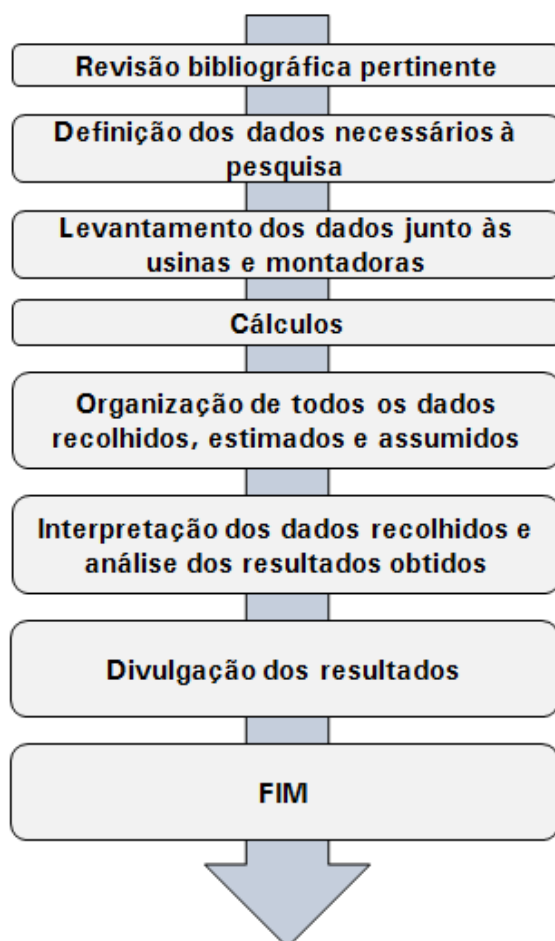 Revisão bibliográfica pertinente
Definição dos dados necessários à
pesquisa
Levantamento dos dados junto às
usinas e montadoras
Cálculos
Organização de todos os dados
recolhidos, estimados e assumidos
Interpretação dos dados recolhidos e
análise dos resultados obtidos
Divulgação dos resultados
FIM